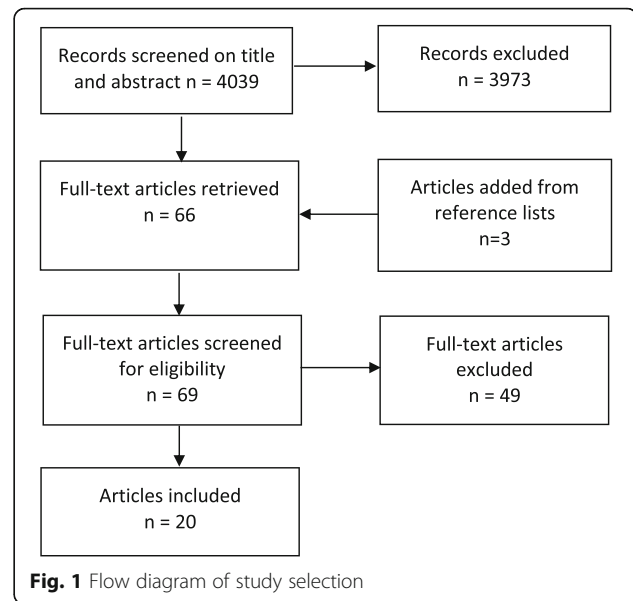 Records screened on title
and abstract n = 4039
Records excluded
n = 3973
Full-text articles retrieved
n = 66
Articles added from
reference lists
n=3
Full-text articles screened
for eligibility
n = 69
Full-text articles
excluded
n = 49
Articles included
n = 20
Fig. 1 Flow diagram of study selection